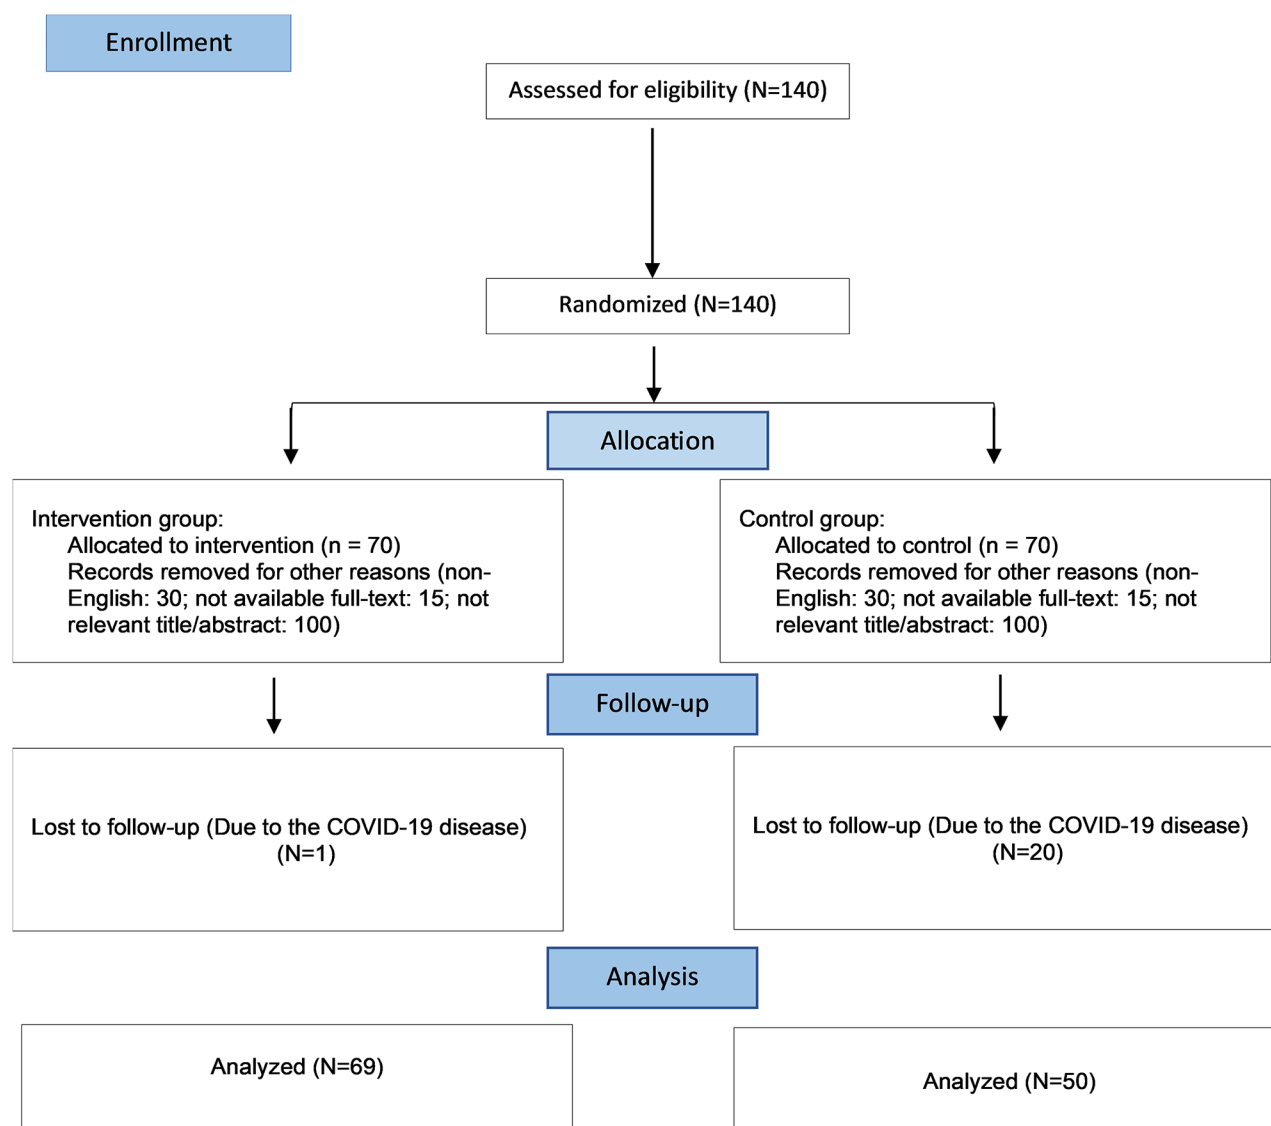 Enrollment
Assessed for eligibility (N=140)
Randomized (N=140)
Allocation
Intervention group:
Allocated to intervention (n = 70)
Records removed for other reasons (non-
English: 30; not available full-text: 15; not
relevant title/abstract: 100)
Control group:
Allocated to control (n = 70)
Records removed for other reasons (non-
English: 30; not available full-text: 15; not
relevant title/abstract: 100)
Follow-up
Lost to follow-up (Due to the COVID-19 disease)
(N=1)
Lost to follow-up (Due to the COVID-19 disease)
(N=20)
Analysis
Analyzed (N=69)
Analyzed (N=50)